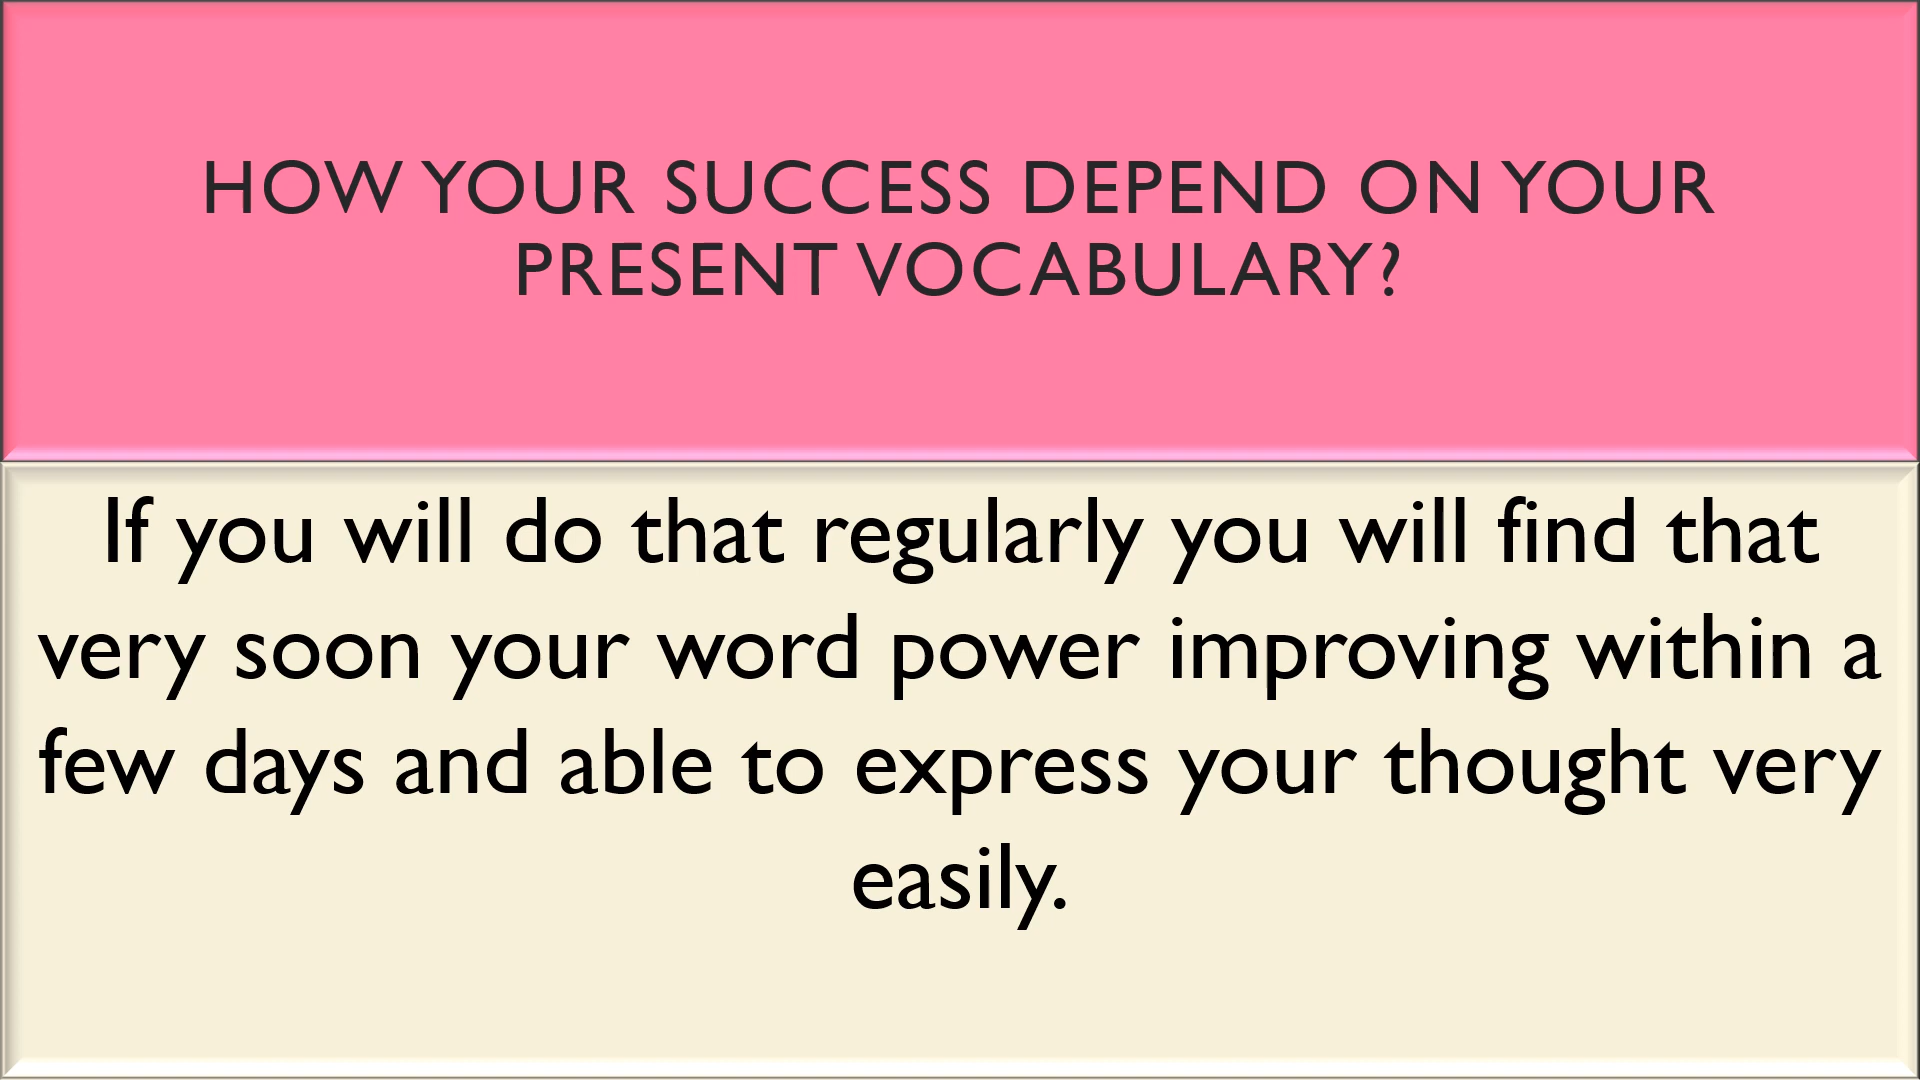 HOW YOUR SUCCESS DEPEND ON YOUR
PRESENT VOCABULARY?
If you will do that regularly you will find that
very soon your word power improving within a
few days and able to express your thought very
easily.